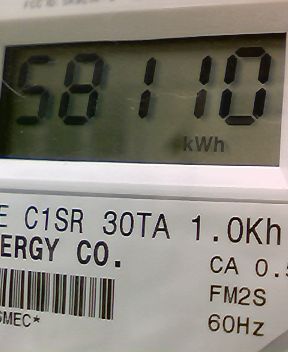 58110
kWh
E C1SR 30TA 1.0Kh
ERGY CO.
CA 0.5
FM2S
SMEC*
60Hz